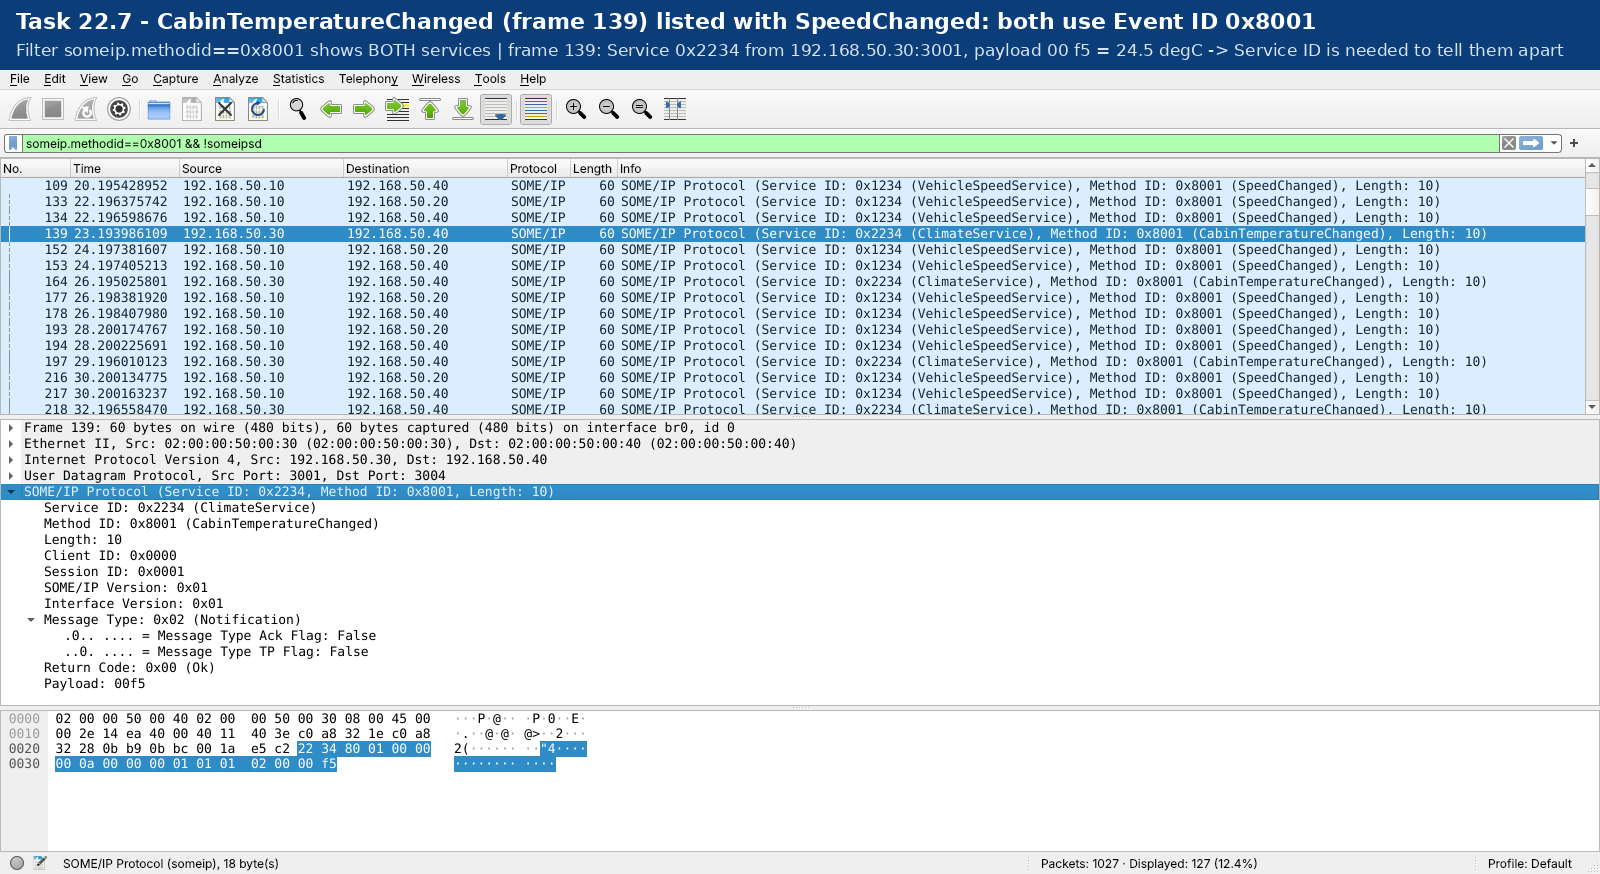 Task 22.7 - CabinTemperatureChanged (frame 139) listed with SpeedChanged: both use Event ID 0x8001
Filter someip.methodid==0x8001 shows BOTH services | frame 139: Service 0x2234 from 192.168.50.30:3001, payload 00 f5 = 24.5 degC -> Service ID is needed to tell them apart
File Edit View Go Capture Analyze Statistics Telephony Wireless Tools Help
someip.methodid==0x8001 && !someipsd
No. Time Source Destination Protocol Length Info
109 20.195428952 192.168.50.10 192.168.50.40 SOME/IP 60 SOME/IP Protocol (Service ID: 0x1234 (VehicleSpeedService), Method ID: 0x8001 (SpeedChanged), Length: 10)
133 22.196375742 192.168.50.10 192.168.50.20 SOME/IP 60 SOME/IP Protocol (Service ID: 0x1234 (VehicleSpeedService), Method ID: 0x8001 (SpeedChanged), Length: 10)
134 22.196598676 192.168.50.10 192.168.50.40 SOME/IP 60 SOME/IP Protocol (Service ID: 0x1234 (VehicleSpeedService), Method ID: 0x8001 (SpeedChanged), Length: 10)
139 23.193986109 192.168.50.30 192.168.50.40 SOME/IP 60 SOME/IP Protocol (Service ID: 0x2234 (ClimateService), Method ID: 0x8001 (CabinTemperatureChanged), Length: 10)
152 24.197381607 192.168.50.10 192.168.50.20 SOME/IP 60 SOME/IP Protocol (Service ID: 0x1234 (VehicleSpeedService), Method ID: 0x8001 (SpeedChanged), Length: 10)
153 24.197405213 192.168.50.10 192.168.50.40 SOME/IP 60 SOME/IP Protocol (Service ID: 0x1234 (VehicleSpeedService), Method ID: 0x8001 (SpeedChanged), Length: 10)
164 26.195025801 192.168.50.30 192.168.50.40 SOME/IP 60 SOME/IP Protocol (Service ID: 0x2234 (ClimateService), Method ID: 0x8001 (CabinTemperatureChanged), Length: 10)
177 26.198381920 192.168.50.10 192.168.50.20 SOME/IP 60 SOME/IP Protocol (Service ID: 0x1234 (VehicleSpeedService), Method ID: 0x8001 (SpeedChanged), Length: 10)
178 26.198407980 192.168.50.10 192.168.50.40 SOME/IP 60 SOME/IP Protocol (Service ID: 0x1234 (VehicleSpeedService), Method ID: 0x8001 (SpeedChanged), Length: 10)
193 28.200174767 192.168.50.10 192.168.50.20 SOME/IP 60 SOME/IP Protocol (Service ID: 0x1234 (VehicleSpeedService), Method ID: 0x8001 (SpeedChanged), Length: 10)
194 28.200225691 192.168.50.10 192.168.50.40 SOME/IP 60 SOME/IP Protocol (Service ID: 0x1234 (VehicleSpeedService), Method ID: 0x8001 (SpeedChanged), Length: 10)
197 29.196010123 192.168.50.30 192.168.50.40 SOME/IP 60 SOME/IP Protocol (Service ID: 0x2234 (ClimateService), Method ID: 0x8001 (CabinTemperatureChanged), Length: 10)
216 30.200134775 192.168.50.10 192.168.50.20 SOME/IP 60 SOME/IP Protocol (Service ID: 0x1234 (VehicleSpeedService), Method ID: 0x8001 (SpeedChanged), Length: 10)
217 30.200163237 192.168.50.10 192.168.50.40 SOME/IP 60 SOME/IP Protocol (Service ID: 0x1234 (VehicleSpeedService), Method ID: 0x8001 (SpeedChanged), Length: 10)
218 32.196558470 192.168.50.30 192.168.50.40 SOME/IP 60 SOME/IP Protocol (Service ID: 0x2234 (ClimateService), Method ID: 0x8001 (CabinTemperatureChanged), Length: 10)
Frame 139: 60 bytes on wire (480 bits), 60 bytes captured (480 bits) on interface br0, id 0
Ethernet II, Src: 02:00:00:50:00:30 (02:00:00:50:00:30), Dst: 02:00:00:50:00:40 (02:00:00:50:00:40)
Internet Protocol Version 4, Src: 192.168.50.30, Dst: 192.168.50.40
User Datagram Protocol, Src Port: 3001, Dst Port: 3004
SOME/IP Protocol (Service ID: 0x2234, Method ID: 0x8001, Length: 10)
Service ID: 0x2234 (ClimateService)
Method ID: 0x8001 (CabinTemperatureChanged)
Length: 10
Client ID: 0x0000
Session ID: 0x0001
SOME/IP Version: 0x01
Interface Version: 0x01
Message Type: 0x02 (Notification)
.0.. .... = Message Type Ack Flag: False
..0. .... = Message Type TP Flag: False
Return Code: 0x00 (Ok)
Payload: 00f5
0000 02 00 00 50 00 40 02 00 00 50 00 30 08 00 45 00 ···P·@·· ·P·0··E·
0010 00 2e 14 ea 40 00 40 11 40 3e c0 a8 32 1e c0 a8 ·.··@·@· @>··2···
0020 32 28 0b b9 0b bc 00 1a e5 c2 22 34 80 01 00 00 2(······ ··"4····
0030 00 0a 00 00 00 01 01 01 02 00 00 f5 ········ ····
SOME/IP Protocol (someip), 18 byte(s) Packets: 1027 · Displayed: 127 (12.4%) Profile: Default